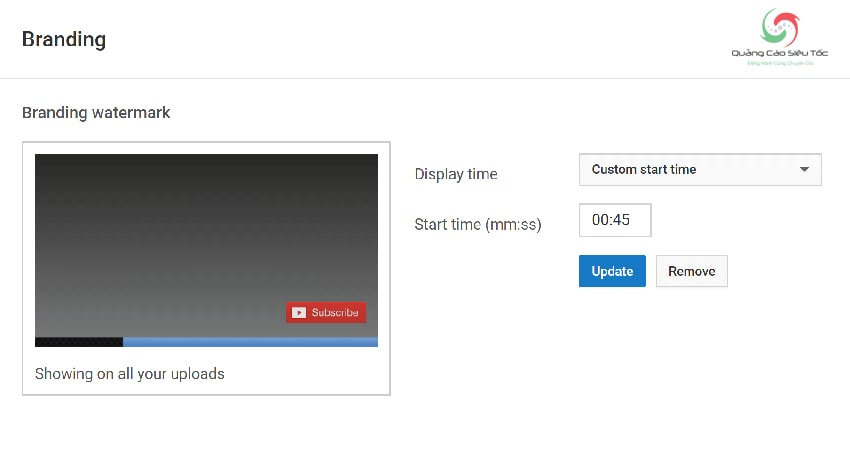 Branding
Quảng Cáo Siêu Tốc
Đồng Hành Cùng Chuyên Gia
Branding watermark
Display time
Custom start time
Start time (mm:ss)
00:45
Update
Remove
Subscribe
Showing on all your uploads